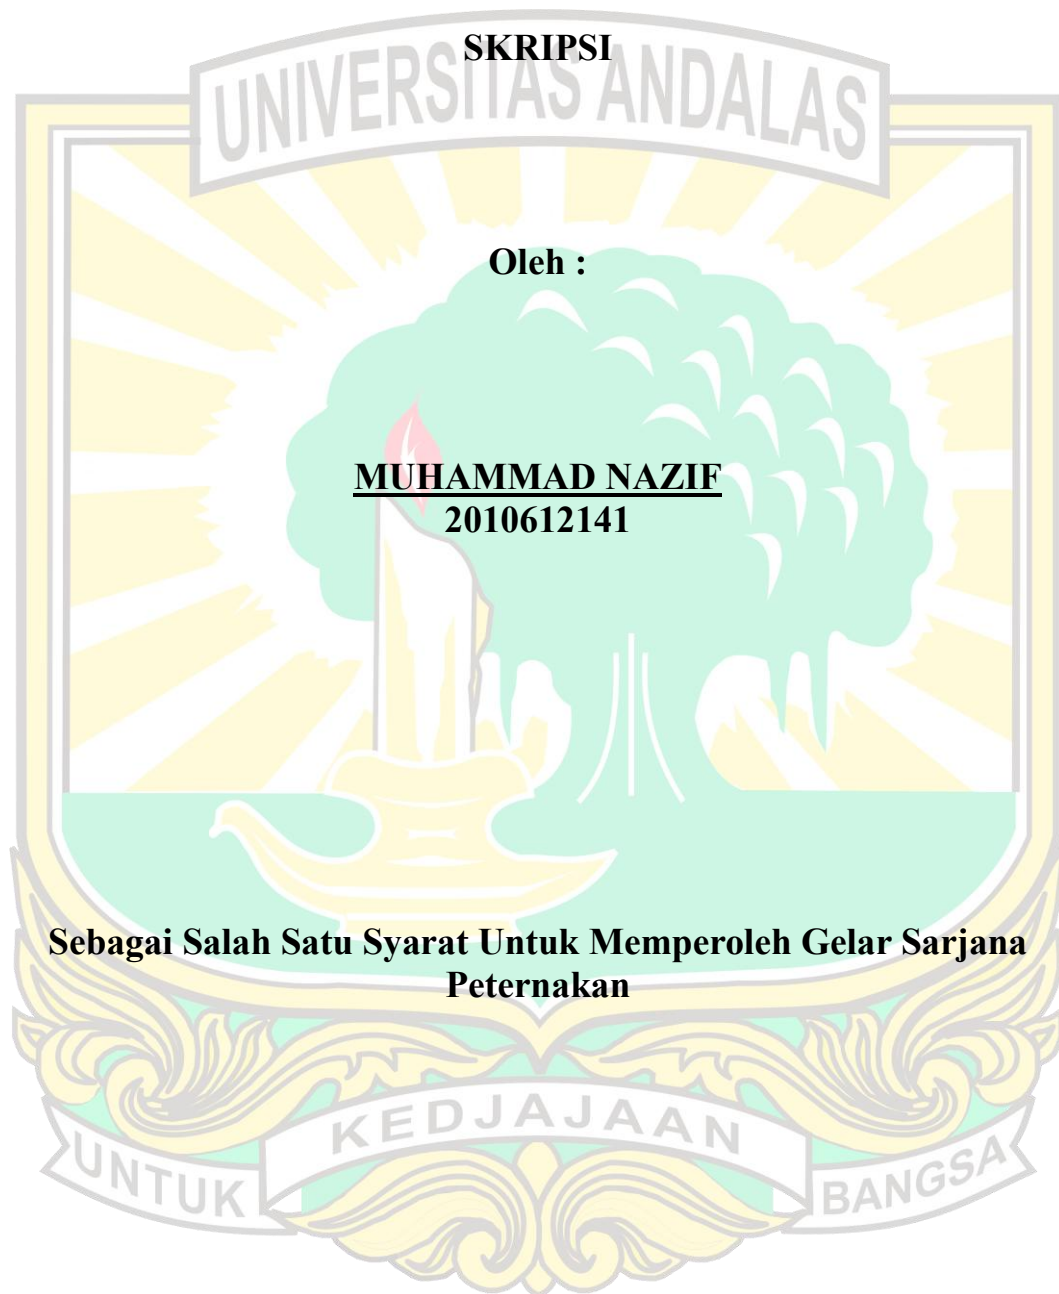 SKRIPSI
UNIVERSITAS ANDALAS
Oleh :
MUHAMMAD NAZIF
2010612141
Sebagai Salah Satu Syarat Untuk Memperoleh Gelar Sarjana
Peternakan
UNTUK KEDJAJAAN BANGSA